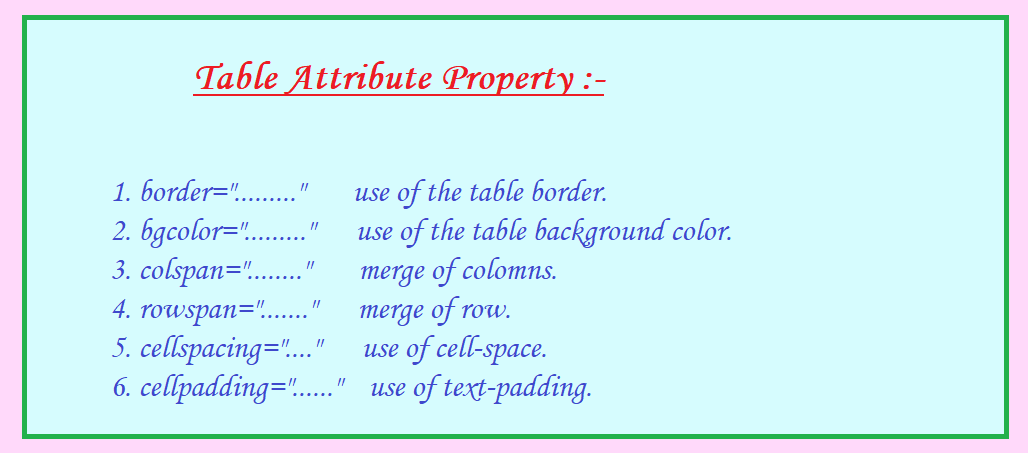 Table Attribute Property :-
1. border="........." use of the table border.
2. bgcolor="........." use of the table background color.
3. colspan="........" merge of colomns.
4. rowspan="......." merge of row.
5. cellspacing="...." use of cell-space.
6. cellpadding="......" use of text-padding.